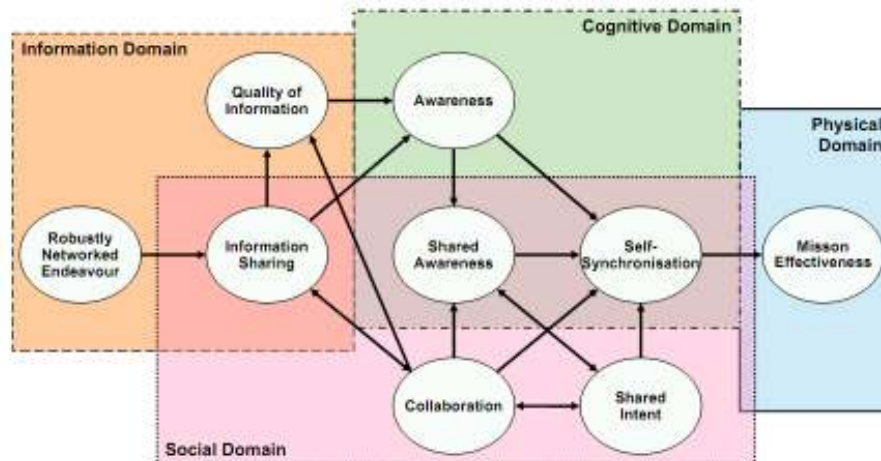 Information Domain
Cognitive Domain
Physical
Domain
Quality of
Information
Awareness
Robustly
Networked
Endeavour
Information
Sharing
Shared
Awareness
Self-
Synchronisation
Misson
Effectiveness
Collaboration
Shared
Intent
Social Domain